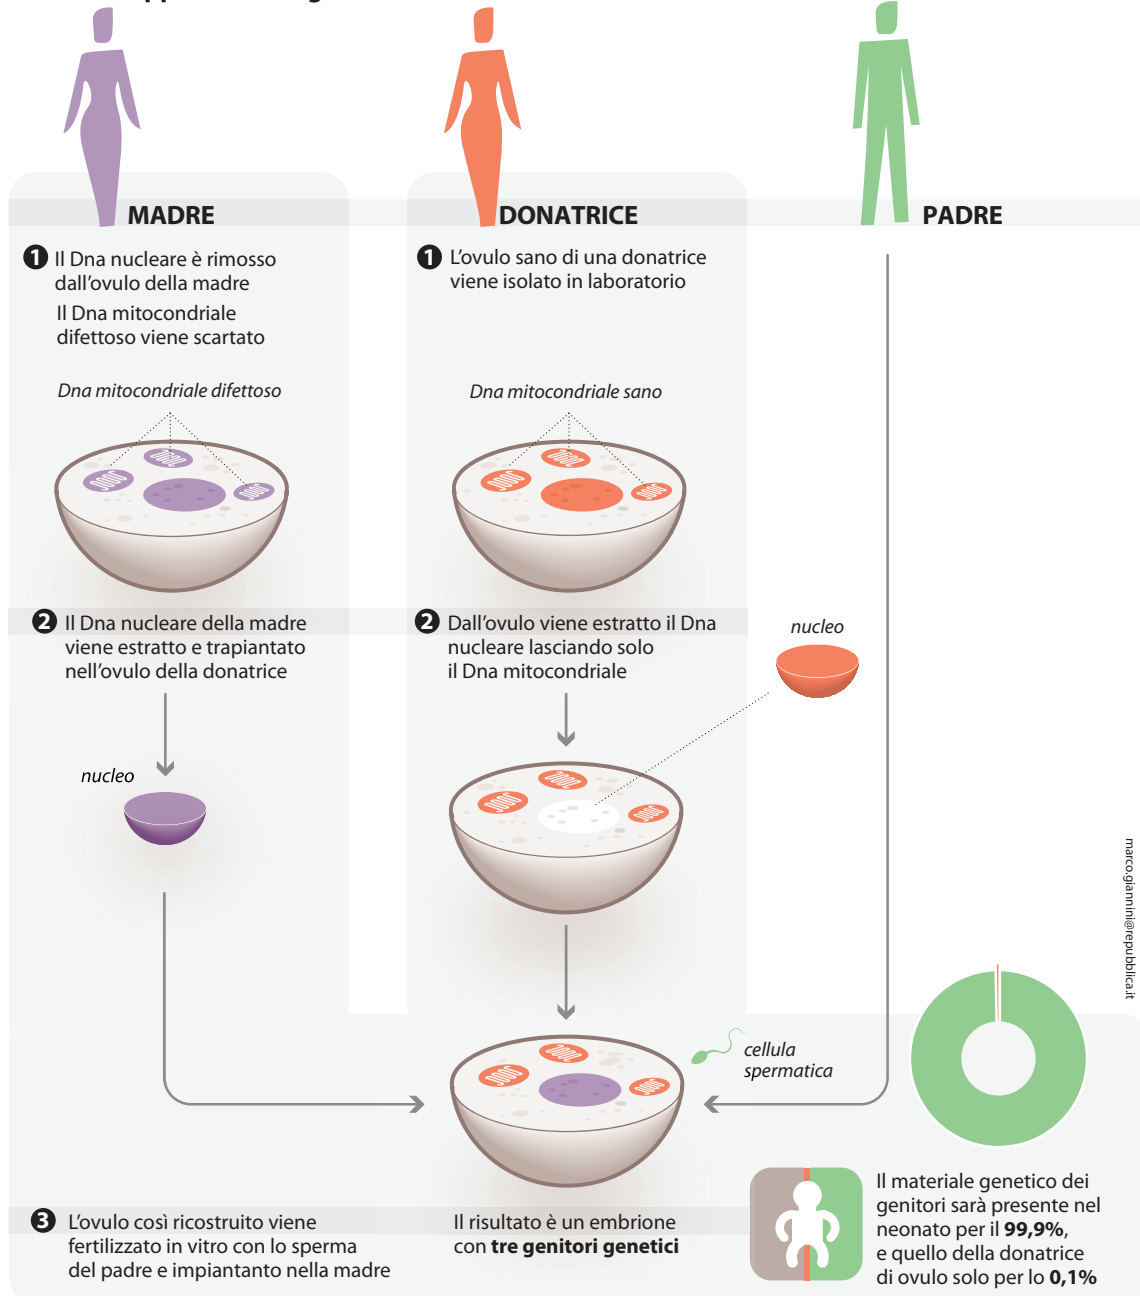 MADRE
1 Il Dna nucleare è rimosso
dall'ovulo della madre
Il Dna mitocondriale
difettoso viene scartato
Dna mitocondriale difettoso
2 Il Dna nucleare della madre
viene estratto e trapiantato
nell'ovulo della donatrice
nucleo
DONATRICE
1 L'ovulo sano di una donatrice
viene isolato in laboratorio
Dna mitocondriale sano
2 Dall'ovulo viene estratto il Dna
nucleare lasciando solo
il Dna mitocondriale
nucleo
PADRE
cellula
spermatica
3 L'ovulo così ricostruito viene
fertilizzato in vitro con lo sperma
del padre e impiantanto nella madre
Il risultato è un embrione
con tre genitori genetici
Il materiale genetico dei
genitori sarà presente nel
neonato per il 99,9%,
e quello della donatrice
di ovulo solo per lo 0,1%
marco.giannini@repubblica.it